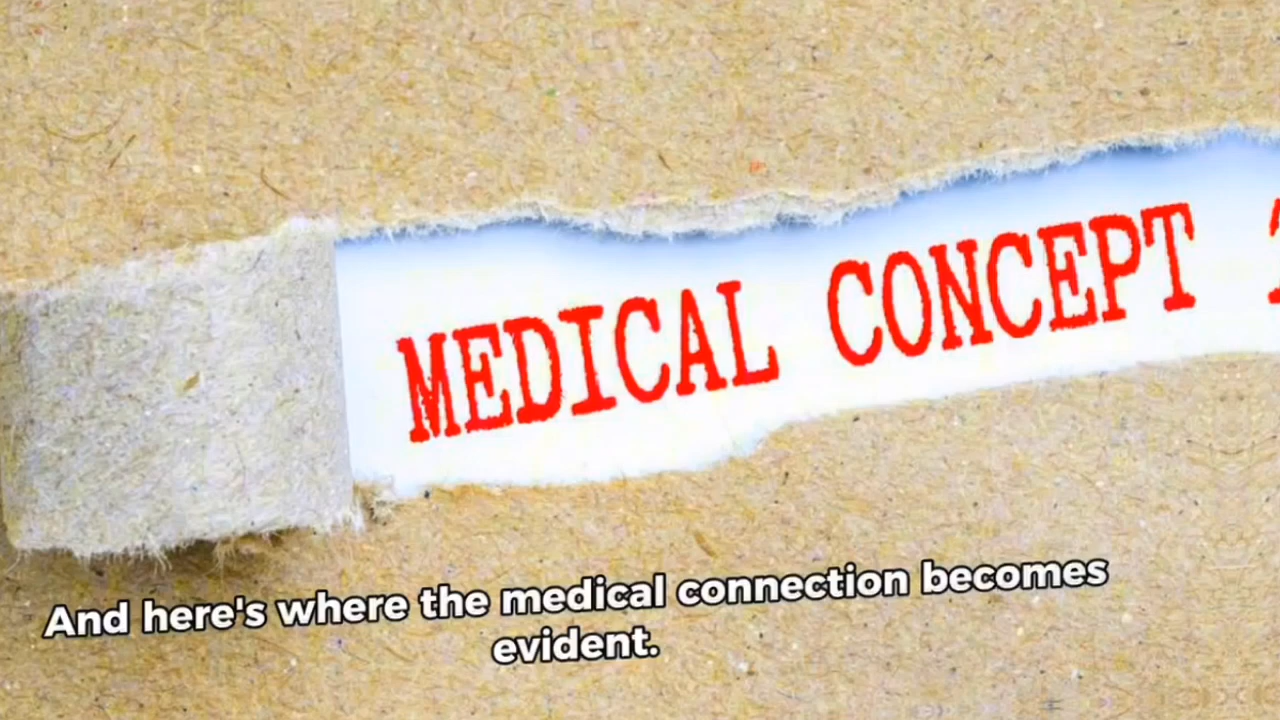 MEDICAL CONCEPT
And here's where the medical connection becomes
evident.